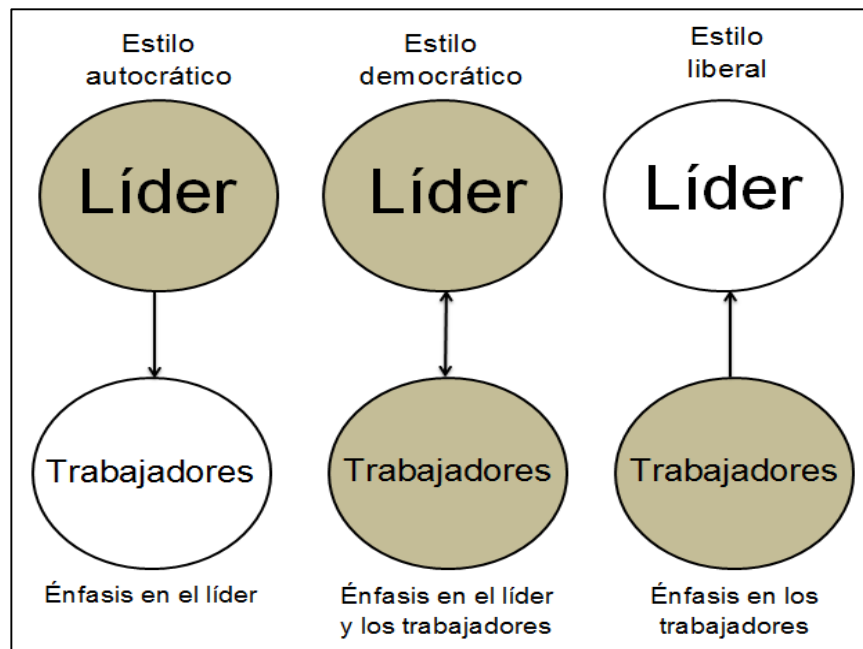 Estilo
autocrático
Líder
Trabajadores
Énfasis en el líder
Estilo
democrático
Líder
Trabajadores
Énfasis en el líder
y los trabajadores
Estilo
liberal
Líder
Trabajadores
Énfasis en los
trabajadores